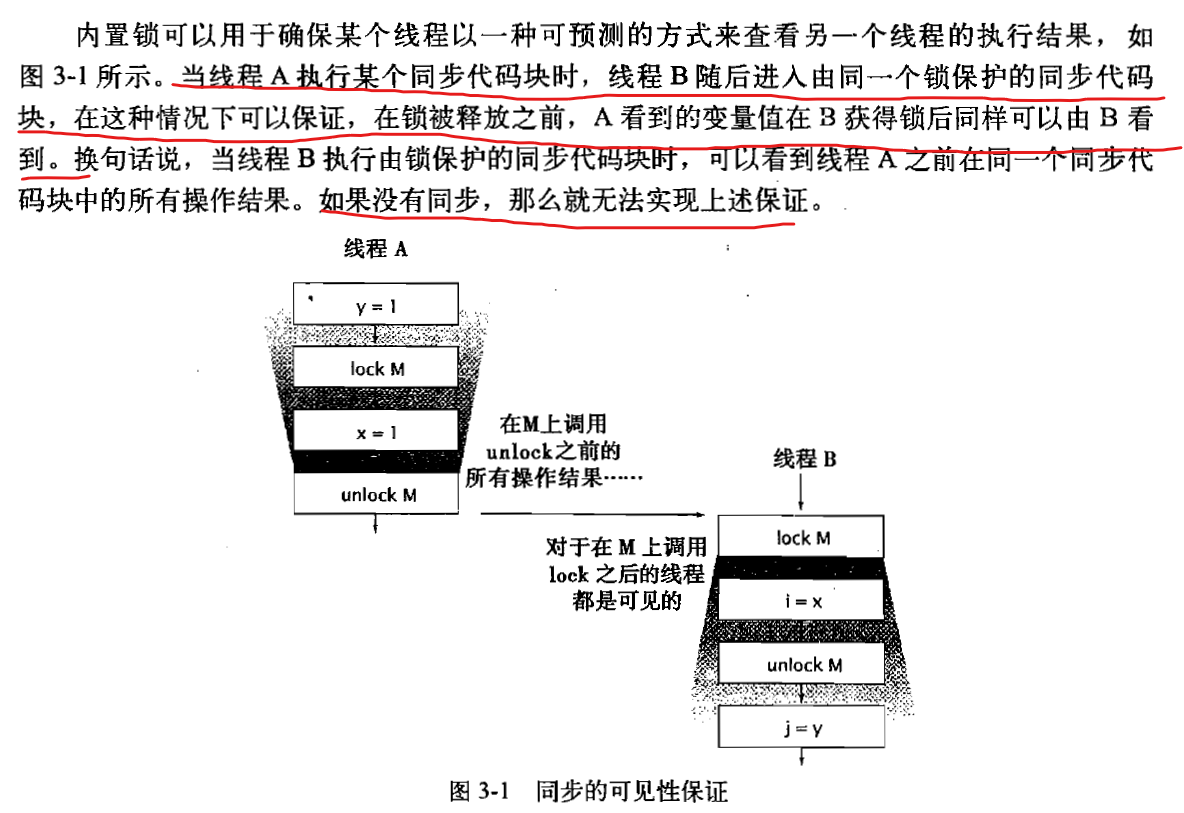 内置锁可以用于确保某个线程以一种可预测的方式来查看另一个线程的执行结果，如
图 3-1 所示。当线程 A 执行某个同步代码块时，线程 B 随后进入由同一个锁保护的同步代码
块，在这种情况下可以保证，在锁被释放之前，A 看到的变量值在 B 获得锁后同样可以由 B 看
到。换句话说，当线程 B 执行由锁保护的同步代码块时，可以看到线程 A 之前在同一个同步代
码块中的所有操作结果。如果没有同步，那么就无法实现上述保证。
线程 A
y = 1
lock M
x = 1
unlock M
在M上调用
unlock之前的
所有操作结果……
线程 B
对于在 M 上调用
lock 之后的线程
都是可见的
lock M
i = x
unlock M
j = y
图 3-1 同步的可见性保证